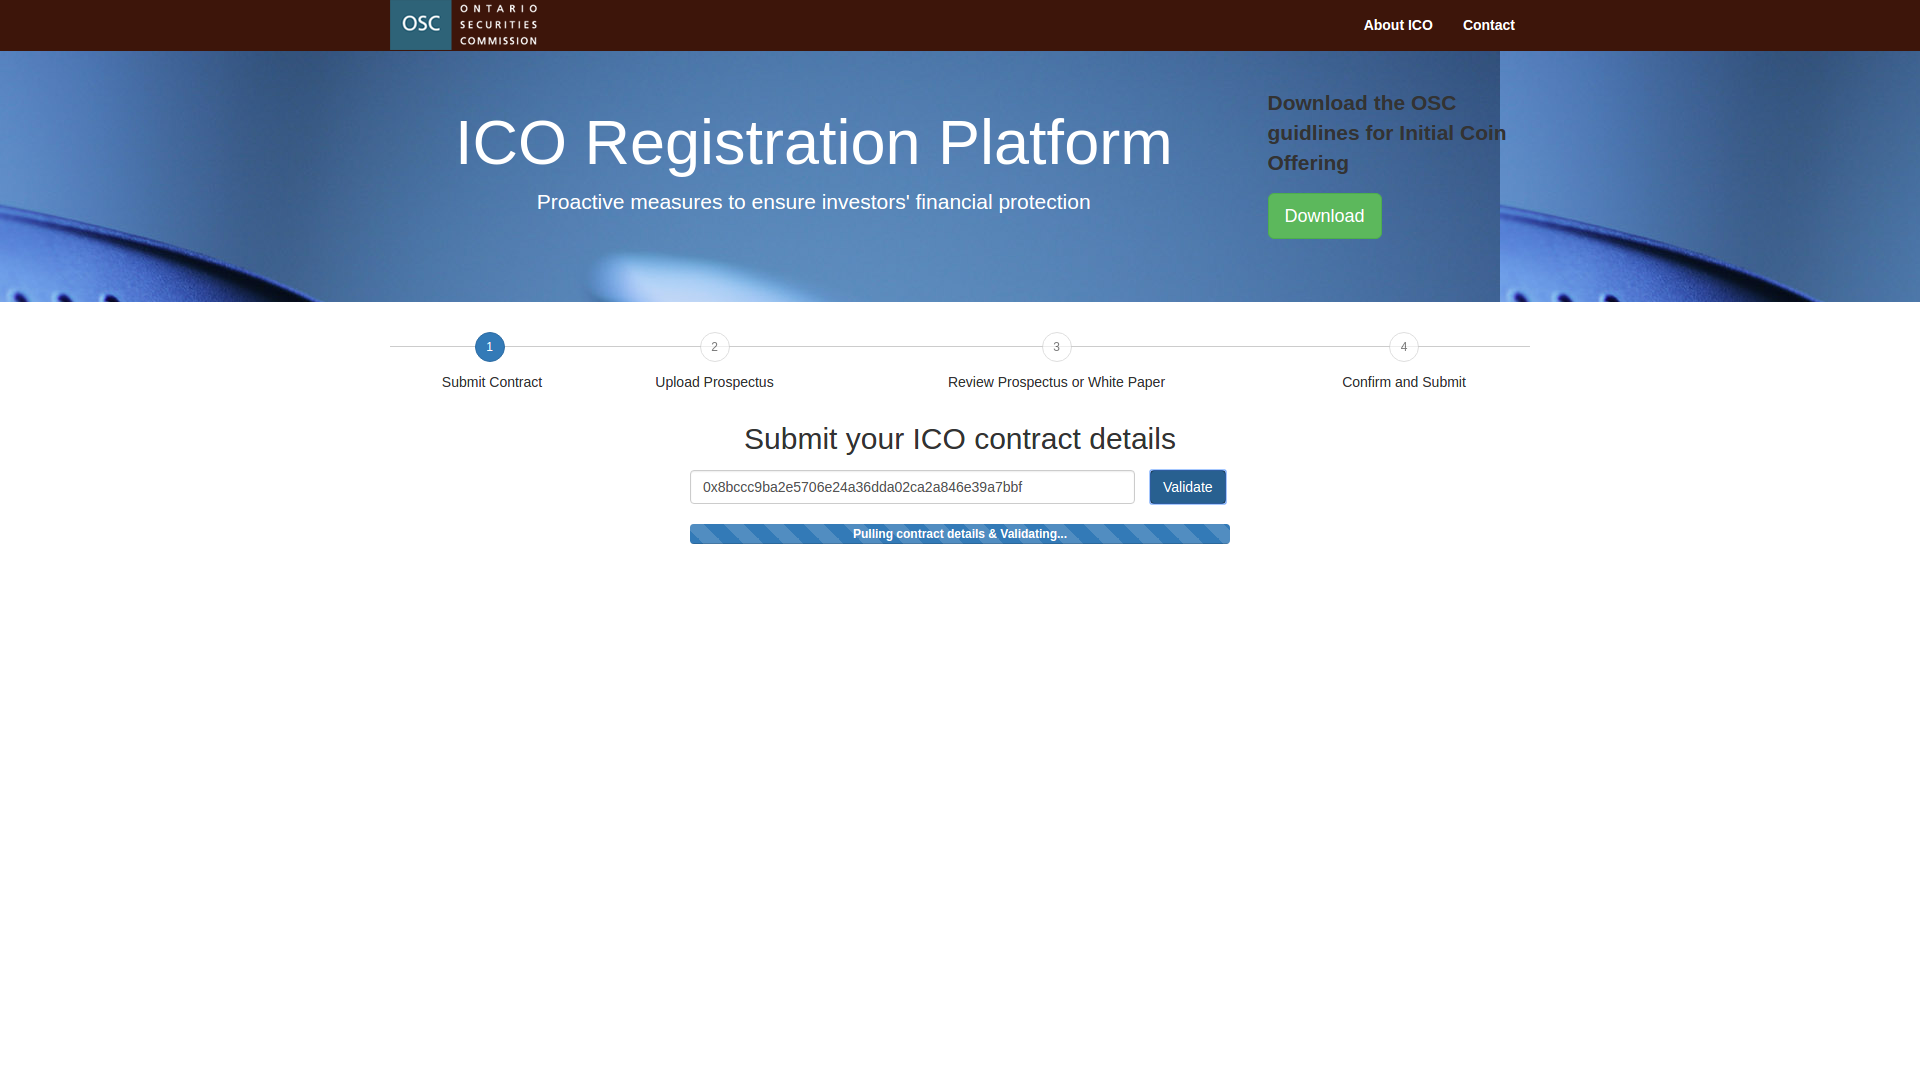 OSC
ONTARIO
SECURITIES
COMMISSION
About ICO
Contact
ICO Registration Platform
Proactive measures to ensure investors' financial protection
Download the OSC
guidlines for Initial Coin
Offering
Download
1
2
3
4
Submit Contract
Upload Prospectus
Review Prospectus or White Paper
Confirm and Submit
Submit your ICO contract details
0x8bccc9ba2e5706e24a36dda02ca2a846e39a7bbf
Validate
Pulling contract details & Validating...